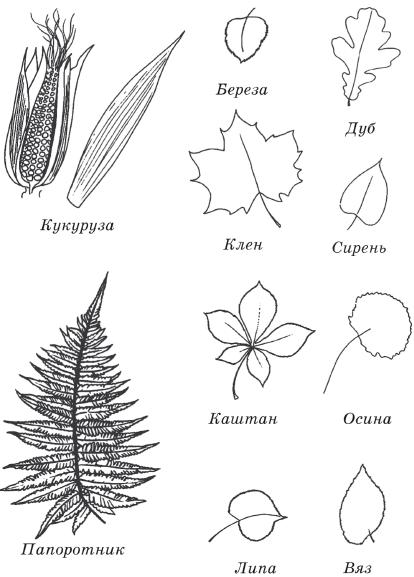 Береза
Дуб
Кукуруза
Клен
Сирень
Каштан
Осина
Папоротник
Липа
Вяз